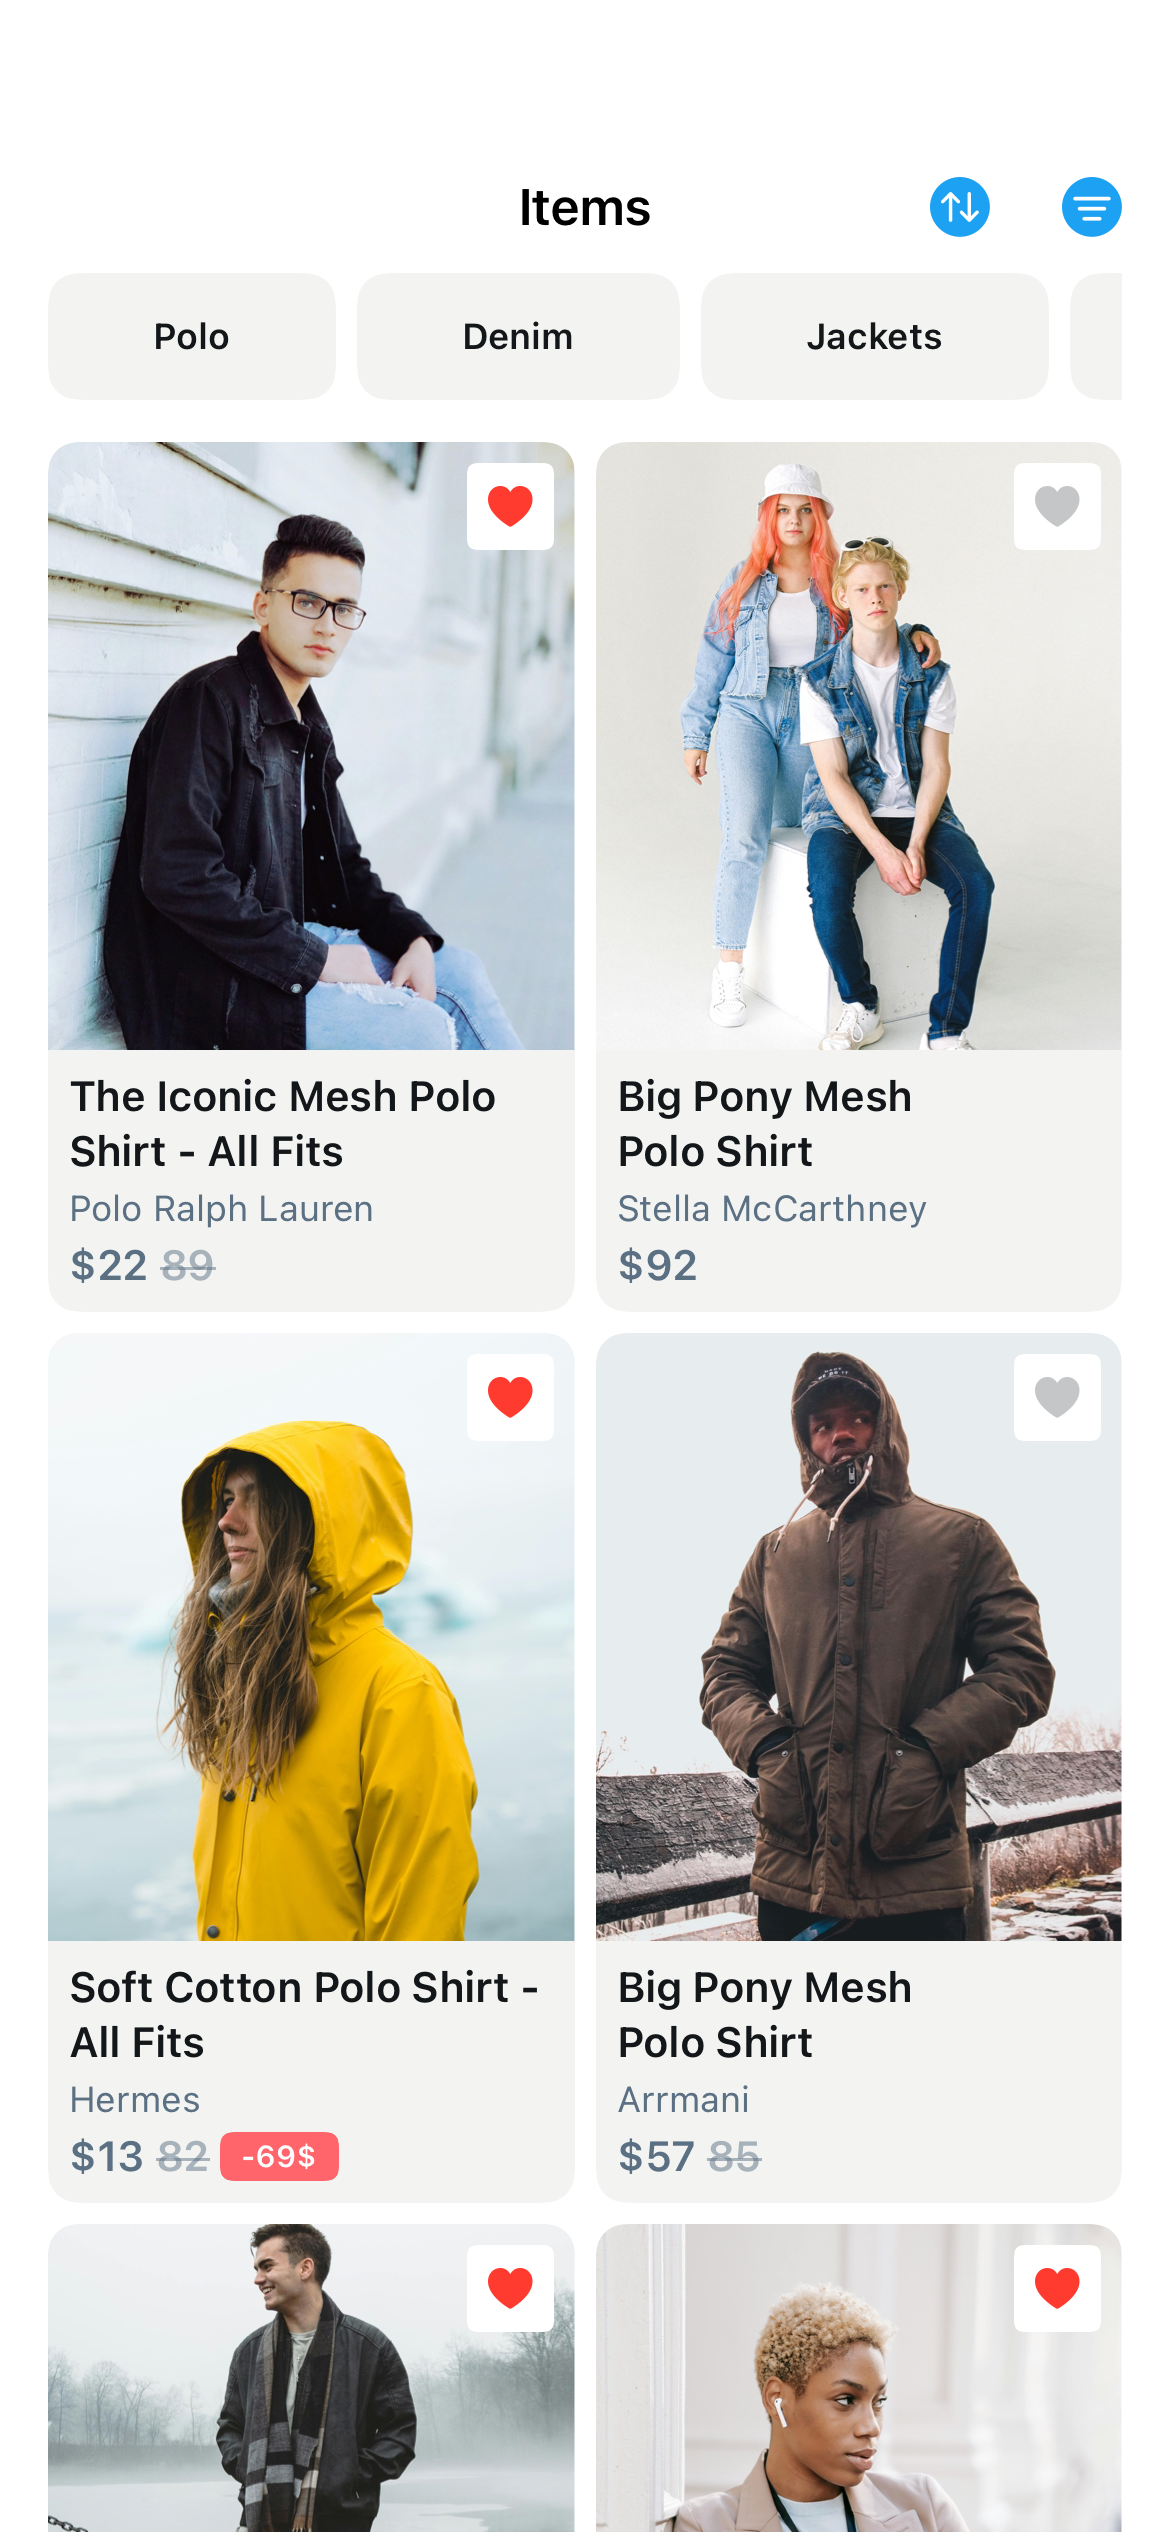 Items
Polo
Denim
Jackets
The Iconic Mesh Polo
Shirt - All Fits
Polo Ralph Lauren
$22 89
Big Pony Mesh
Polo Shirt
Stella McCarthney
$92
Soft Cotton Polo Shirt -
All Fits
Hermes
$13 82 -69$
Big Pony Mesh
Polo Shirt
Arrmani
$57 85